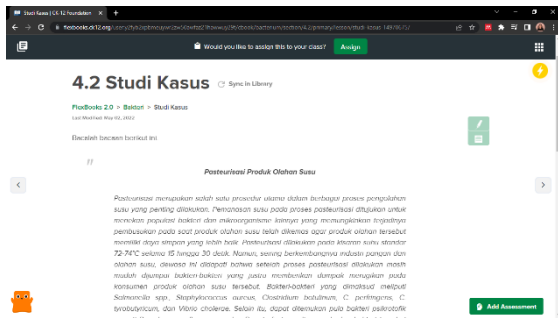 Studi Kasus | CK-12 Foundation
Would you like to assign this to your class? Assign
4.2 Studi Kasus Sync in Library
FlexBooks 2.0 > Bakteri > Studi Kasus
Last Modified: May 02, 2022
Bacalah bacaan berikut ini
Pasteurisasi Produk Olahan Susu
Pasteurisasi merupakan salah satu prosedur utama dalam berbagai proses pengolahan
susu yang penting dilakukan. Pemanasan susu pada proses pasteurisasi ditujukan untuk
menekan populasi bakteri dan mikroorganisme lainnya yang memungkinkan terjadinya
pembusukan pada saat produk olahan susu telah dikemas agar produk olahan tersebut
memiliki daya simpan yang lebih baik. Pasteurisasi dilakukan pada kisaran suhu standar
72-74°C selama 15 hingga 30 detik. Namun, seiring berkembangnya industri pangan dan
olahan susu, dewasa ini didapati bahwa setelah proses pasteurisasi dilakukan masih
mudah dijumpai bakteri-bakteri yang justru memberikan dampak merugikan pada
konsumen produk olahan susu tersebut. Bakteri-bakteri yang dimaksud meliputi
Salmonella spp., Staphylococcus aureus, Clostridium botulinum, C. perfringens, C.
tyrobutyricum, dan Vibrio cholerae. Selain itu, dapat ditemukan pula bakteri psikrotrofik
Add Assessment